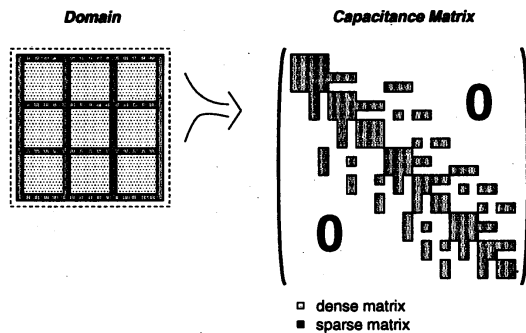 Domain
Capacitance Matrix
0
0
dense matrix
sparse matrix